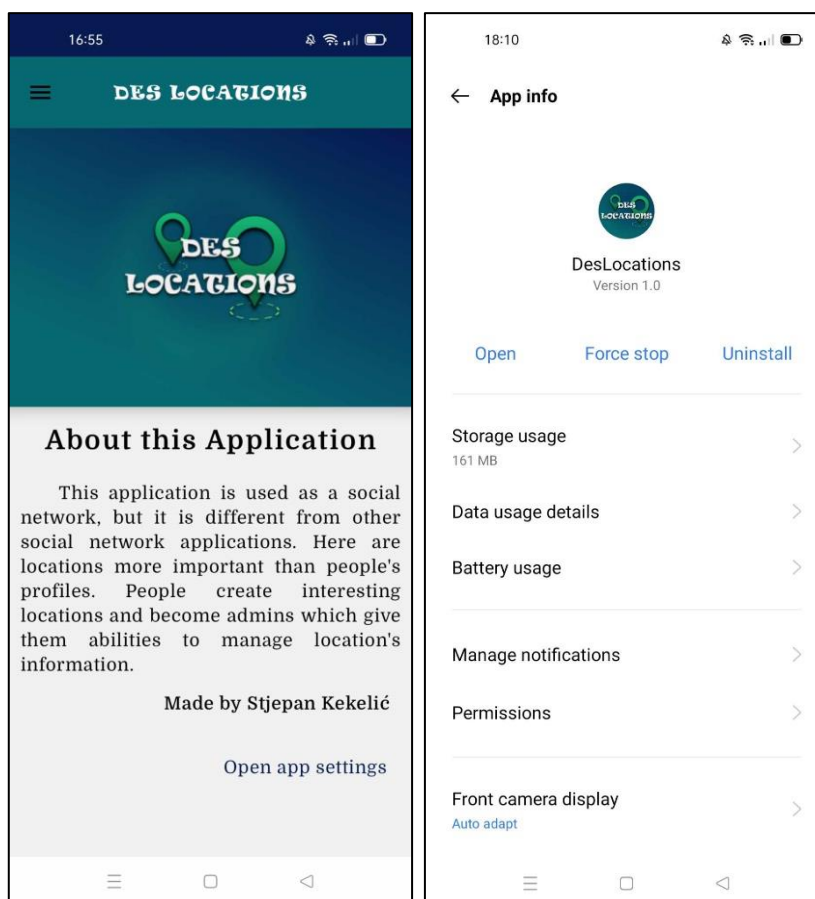 16:55
DES LOCATIONS
DES
LOCATIONS
About this Application
This application is used as a social
network, but it is different from other
social network applications. Here are
locations more important than people's
profiles. People create interesting
locations and become admins which give
them abilities to manage location's
information.
Made by Stjepan Kekelić
Open app settings
18:10
App info
DES
LOCATIONS
DesLocations
Version 1.0
Open Force stop Uninstall
Storage usage
161 MB
Data usage details
Battery usage
Manage notifications
Permissions
Front camera display
Auto adapt